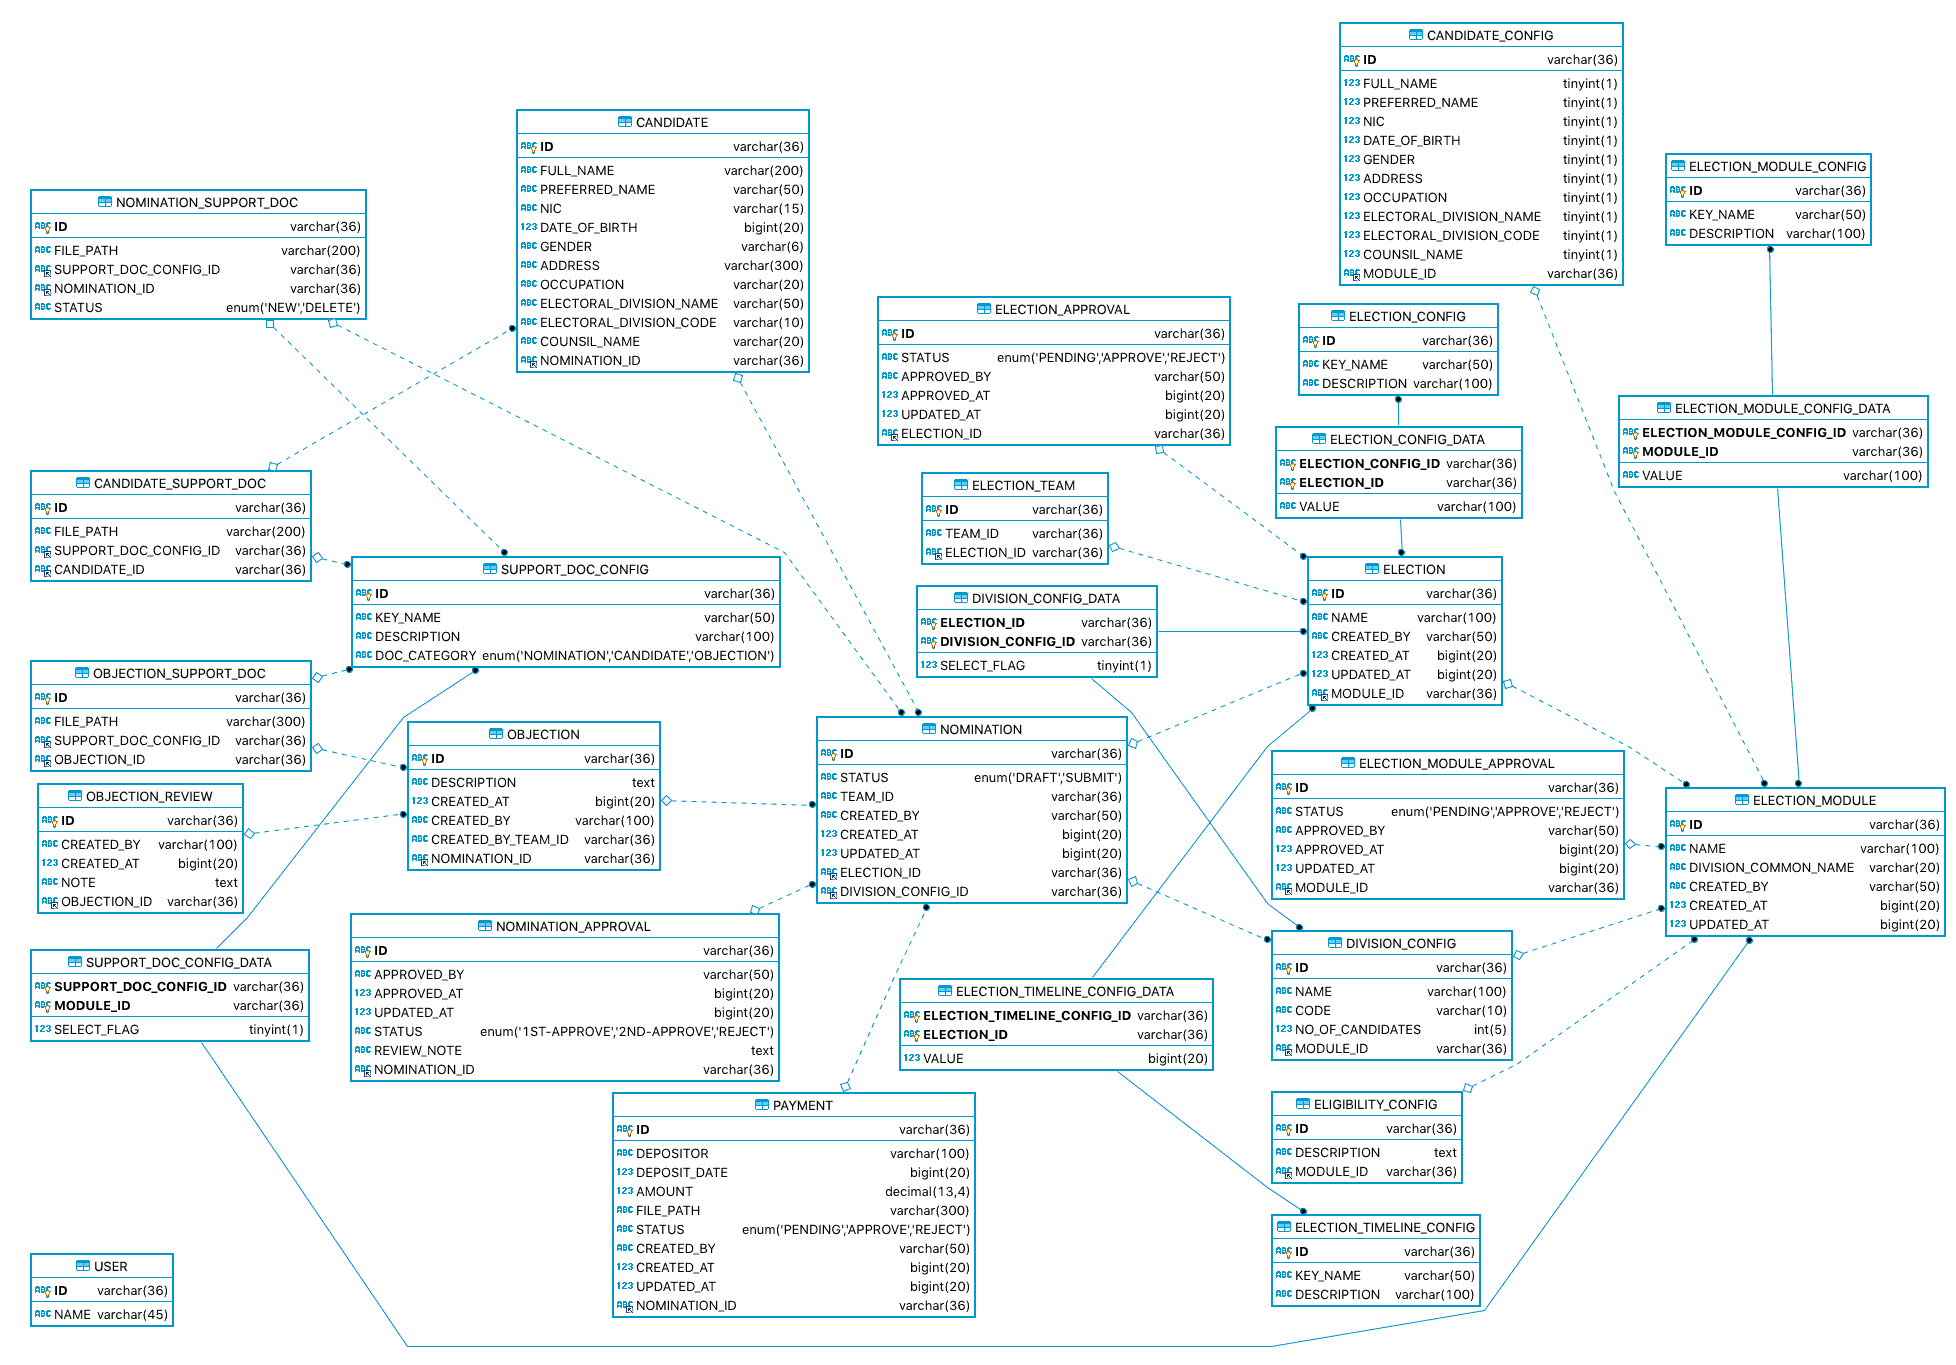 CANDIDATE_CONFIG
ID varchar(36)
FULL_NAME tinyint(1)
PREFERRED_NAME tinyint(1)
NIC tinyint(1)
DATE_OF_BIRTH tinyint(1)
GENDER tinyint(1)
ADDRESS tinyint(1)
OCCUPATION tinyint(1)
ELECTORAL_DIVISION_NAME tinyint(1)
ELECTORAL_DIVISION_CODE tinyint(1)
COUNSIL_NAME tinyint(1)
MODULE_ID varchar(36)
CANDIDATE
ID varchar(36)
FULL_NAME varchar(200)
PREFERRED_NAME varchar(50)
NIC varchar(15)
DATE_OF_BIRTH bigint(20)
GENDER varchar(6)
ADDRESS varchar(300)
OCCUPATION varchar(20)
ELECTORAL_DIVISION_NAME varchar(50)
ELECTORAL_DIVISION_CODE varchar(10)
COUNSIL_NAME varchar(20)
NOMINATION_ID varchar(36)
ELECTION_MODULE_CONFIG
ID varchar(36)
KEY_NAME varchar(50)
DESCRIPTION varchar(100)
NOMINATION_SUPPORT_DOC
ID varchar(36)
FILE_PATH varchar(200)
SUPPORT_DOC_CONFIG_ID varchar(36)
NOMINATION_ID varchar(36)
STATUS enum('NEW','DELETE')
ELECTION_APPROVAL
ID varchar(36)
STATUS enum('PENDING','APPROVE','REJECT')
APPROVED_BY varchar(50)
APPROVED_AT bigint(20)
UPDATED_AT bigint(20)
ELECTION_ID varchar(36)
ELECTION_CONFIG
ID varchar(36)
KEY_NAME varchar(50)
DESCRIPTION varchar(100)
ELECTION_MODULE_CONFIG_DATA
ELECTION_MODULE_CONFIG_ID varchar(36)
MODULE_ID varchar(36)
VALUE varchar(100)
ELECTION_CONFIG_DATA
ELECTION_CONFIG_ID varchar(36)
ELECTION_ID varchar(36)
VALUE varchar(100)
CANDIDATE_SUPPORT_DOC
ID varchar(36)
FILE_PATH varchar(200)
SUPPORT_DOC_CONFIG_ID varchar(36)
CANDIDATE_ID varchar(36)
ELECTION_TEAM
ID varchar(36)
TEAM_ID varchar(36)
ELECTION_ID varchar(36)
SUPPORT_DOC_CONFIG
ID varchar(36)
KEY_NAME varchar(50)
DESCRIPTION varchar(100)
DOC_CATEGORY enum('NOMINATION','CANDIDATE','OBJECTION')
ELECTION
ID varchar(36)
NAME varchar(100)
CREATED_BY varchar(50)
CREATED_AT bigint(20)
UPDATED_AT bigint(20)
MODULE_ID varchar(36)
DIVISION_CONFIG_DATA
ELECTION_ID varchar(36)
DIVISION_CONFIG_ID varchar(36)
SELECT_FLAG tinyint(1)
OBJECTION_SUPPORT_DOC
ID varchar(36)
FILE_PATH varchar(300)
SUPPORT_DOC_CONFIG_ID varchar(36)
OBJECTION_ID varchar(36)
OBJECTION
ID varchar(36)
DESCRIPTION text
CREATED_AT bigint(20)
CREATED_BY varchar(100)
CREATED_BY_TEAM_ID varchar(36)
NOMINATION_ID varchar(36)
NOMINATION
ID varchar(36)
STATUS enum('DRAFT','SUBMIT')
TEAM_ID varchar(36)
CREATED_BY varchar(50)
CREATED_AT bigint(20)
UPDATED_AT bigint(20)
ELECTION_ID varchar(36)
DIVISION_CONFIG_ID varchar(36)
ELECTION_MODULE_APPROVAL
ID varchar(36)
STATUS enum('PENDING','APPROVE','REJECT')
APPROVED_BY varchar(50)
APPROVED_AT bigint(20)
UPDATED_AT bigint(20)
MODULE_ID varchar(36)
ELECTION_MODULE
ID varchar(36)
NAME varchar(100)
DIVISION_COMMON_NAME varchar(20)
CREATED_BY varchar(50)
CREATED_AT bigint(20)
UPDATED_AT bigint(20)
OBJECTION_REVIEW
ID varchar(36)
CREATED_BY varchar(100)
CREATED_AT bigint(20)
NOTE text
OBJECTION_ID varchar(36)
NOMINATION_APPROVAL
ID varchar(36)
APPROVED_BY varchar(50)
APPROVED_AT bigint(20)
UPDATED_AT bigint(20)
STATUS enum('1ST-APPROVE','2ND-APPROVE','REJECT')
REVIEW_NOTE text
NOMINATION_ID varchar(36)
DIVISION_CONFIG
ID varchar(36)
NAME varchar(100)
CODE varchar(10)
NO_OF_CANDIDATES int(5)
MODULE_ID varchar(36)
SUPPORT_DOC_CONFIG_DATA
SUPPORT_DOC_CONFIG_ID varchar(36)
MODULE_ID varchar(36)
SELECT_FLAG tinyint(1)
ELECTION_TIMELINE_CONFIG_DATA
ELECTION_TIMELINE_CONFIG_ID varchar(36)
ELECTION_ID varchar(36)
VALUE bigint(20)
PAYMENT
ID varchar(36)
DEPOSITOR varchar(100)
DEPOSIT_DATE bigint(20)
AMOUNT decimal(13,4)
FILE_PATH varchar(300)
STATUS enum('PENDING','APPROVE','REJECT')
CREATED_BY varchar(50)
CREATED_AT bigint(20)
UPDATED_AT bigint(20)
NOMINATION_ID varchar(36)
ELIGIBILITY_CONFIG
ID varchar(36)
DESCRIPTION text
MODULE_ID varchar(36)
ELECTION_TIMELINE_CONFIG
ID varchar(36)
KEY_NAME varchar(50)
DESCRIPTION varchar(100)
USER
ID varchar(36)
NAME varchar(45)